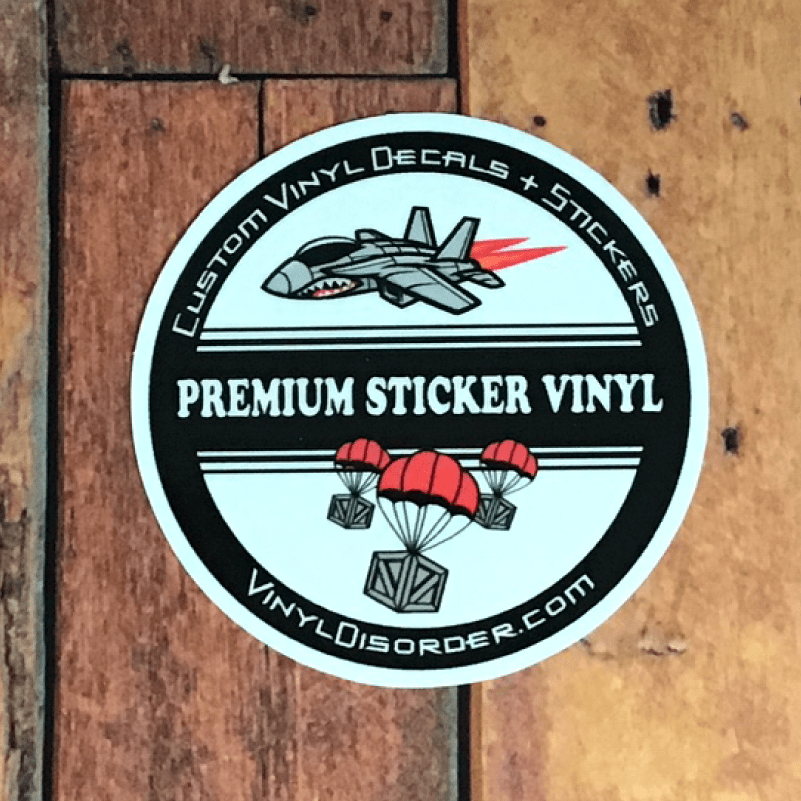 Custom Vinyl Decals + Stickers
PREMIUM STICKER VINYL
VinylDisorder.com